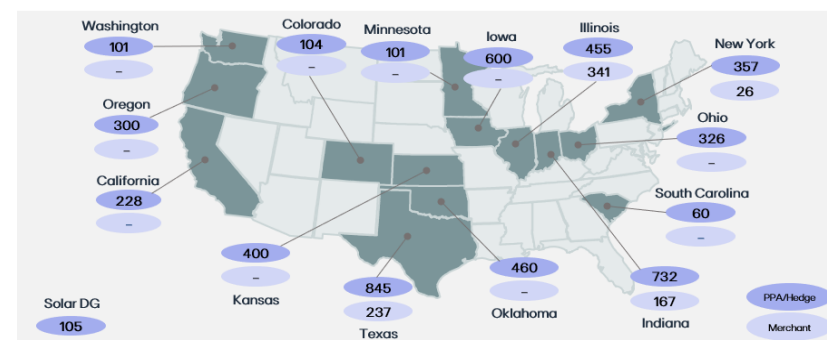 Washington
101
–
Oregon
300
–
California
228
–
Colorado
104
–
Minnesota
101
–
Iowa
600
–
Illinois
455
341
New York
357
26
Ohio
326
–
South Carolina
60
–
400
–
Kansas
845
237
Texas
460
–
Oklahoma
732
167
Indiana
Solar DG
105
PPA/Hedge
Merchant